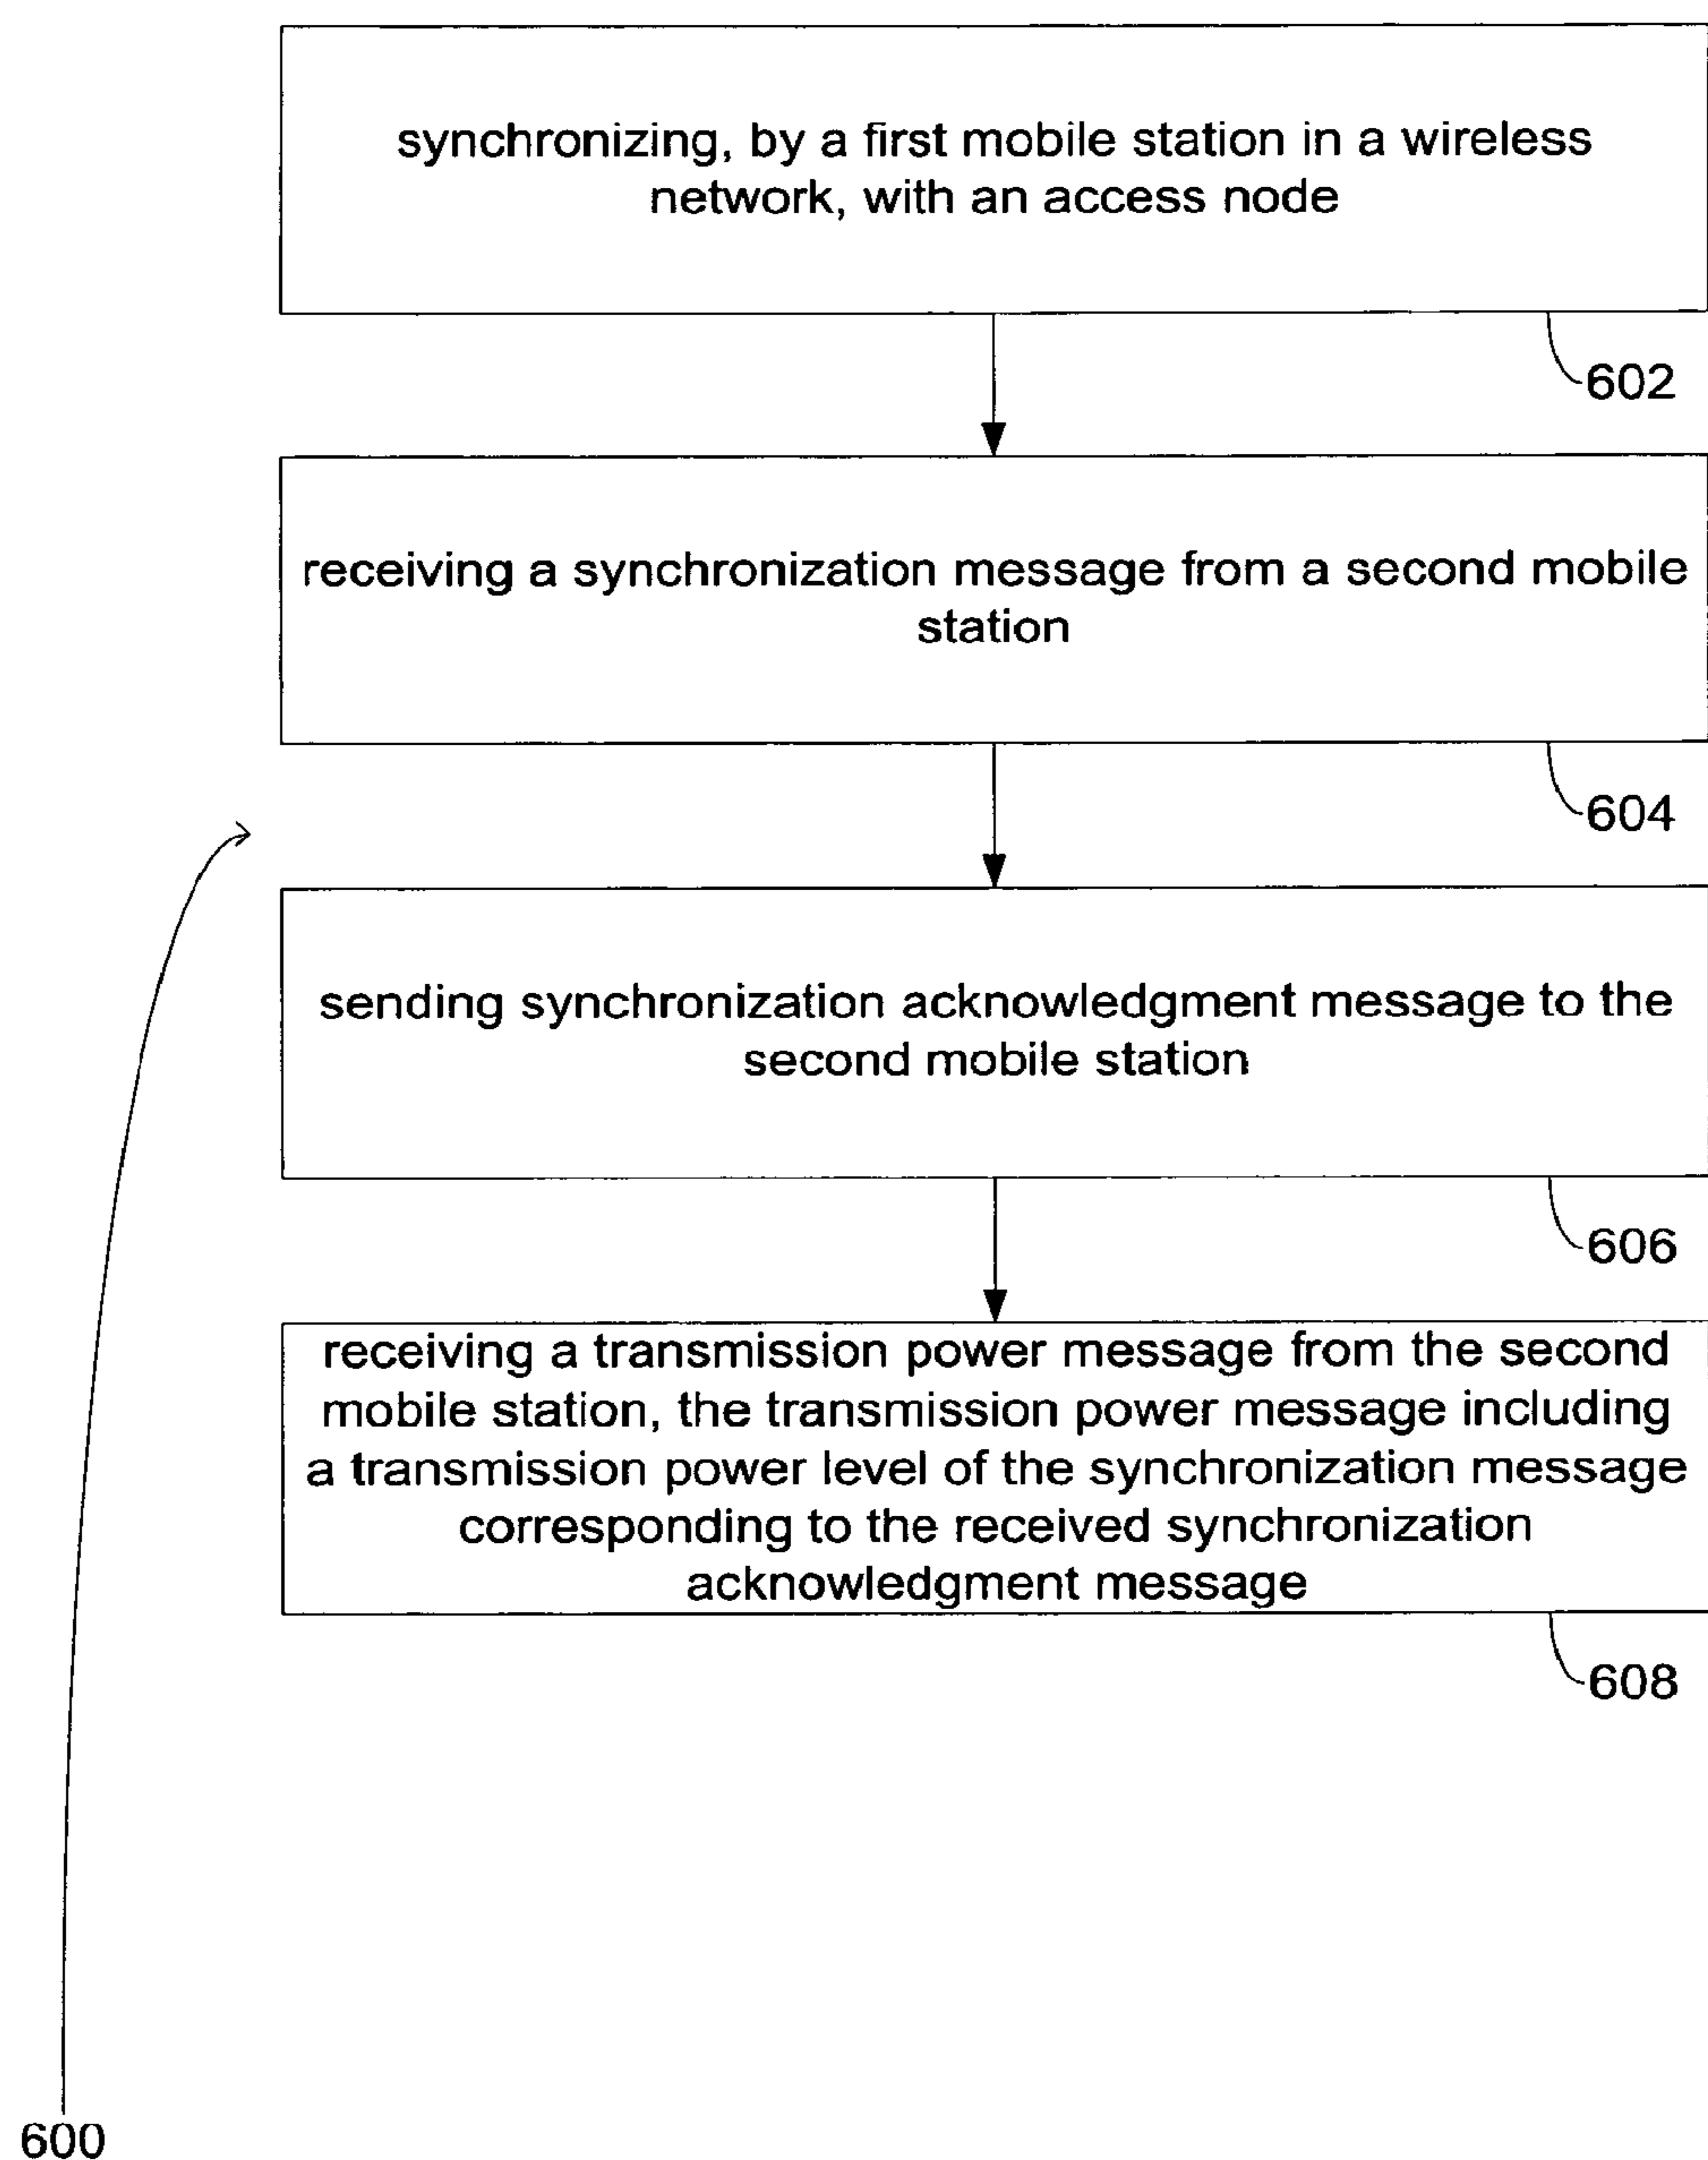 synchronizing, by a first mobile station in a wireless
network, with an access node
602
receiving a synchronization message from a second mobile
station
604
sending synchronization acknowledgment message to the
second mobile station
606
receiving a transmission power message from the second
mobile station, the transmission power message including
a transmission power level of the synchronization message
corresponding to the received synchronization
acknowledgment message
608
600